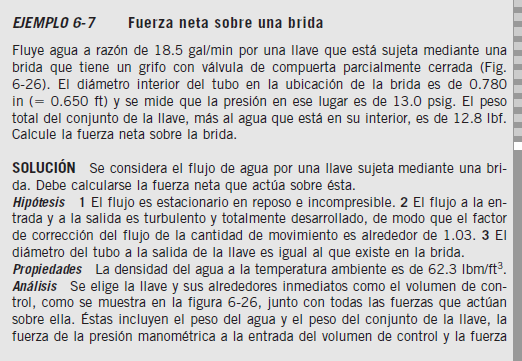 EJEMPLO 6-7 Fuerza neta sobre una brida
Fluye agua a razón de 18.5 gal/min por una llave que está sujeta mediante una
brida que tiene un grifo con válvula de compuerta parcialmente cerrada (Fig.
6-26). El diámetro interior del tubo en la ubicación de la brida es de 0.780
in (= 0.650 ft) y se mide que la presión en ese lugar es de 13.0 psig. El peso
total del conjunto de la llave, más al agua que está en su interior, es de 12.8 lbf.
Calcule la fuerza neta sobre la brida.
SOLUCIÓN Se considera el flujo de agua por una llave sujeta mediante una bri-
da. Debe calcularse la fuerza neta que actúa sobre ésta.
Hipótesis 1 El flujo es estacionario en reposo e incompresible. 2 El flujo a la en-
trada y a la salida es turbulento y totalmente desarrollado, de modo que el factor
de corrección del flujo de la cantidad de movimiento es alrededor de 1.03. 3 El
diámetro del tubo a la salida de la llave es igual al que existe en la brida.
Propiedades La densidad del agua a la temperatura ambiente es de 62.3 lbm/ft³.
Análisis Se elige la llave y sus alrededores inmediatos como el volumen de con-
trol, como se muestra en la figura 6-26, junto con todas las fuerzas que actúan
sobre ella. Éstas incluyen el peso del agua y el peso del conjunto de la llave, la
fuerza de la presión manométrica a la entrada del volumen de control y la fuerza